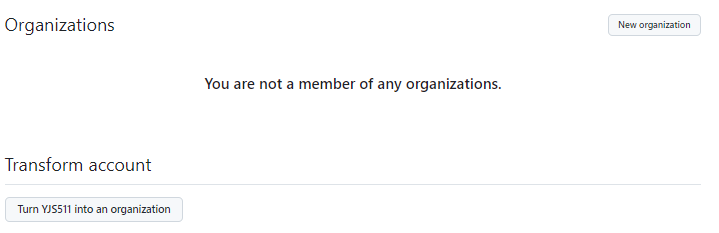 Organizations
New organization
You are not a member of any organizations.
Transform account
Turn YJS511 into an organization